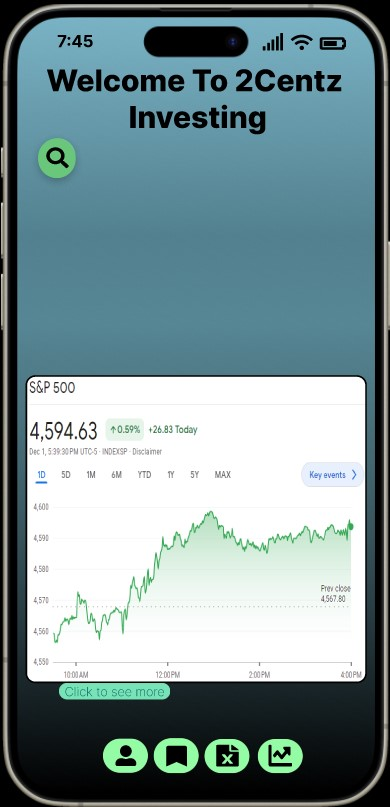 7:45
Welcome To 2Centz
Investing
S&P 500
4,594.63 ↑ 0.59% +26.83 Today
Dec 1, 5:39:30 PM UTC-5 · INDEXSP · Disclaimer
1D 5D 1M 6M YTD 1Y 5Y MAX Key events
4,600
4,590
4,580
4,570
4,560
4,550
Prev close
4,567.80
10:00 AM 12:00 PM 2:00 PM 4:00 PM
Click to see more